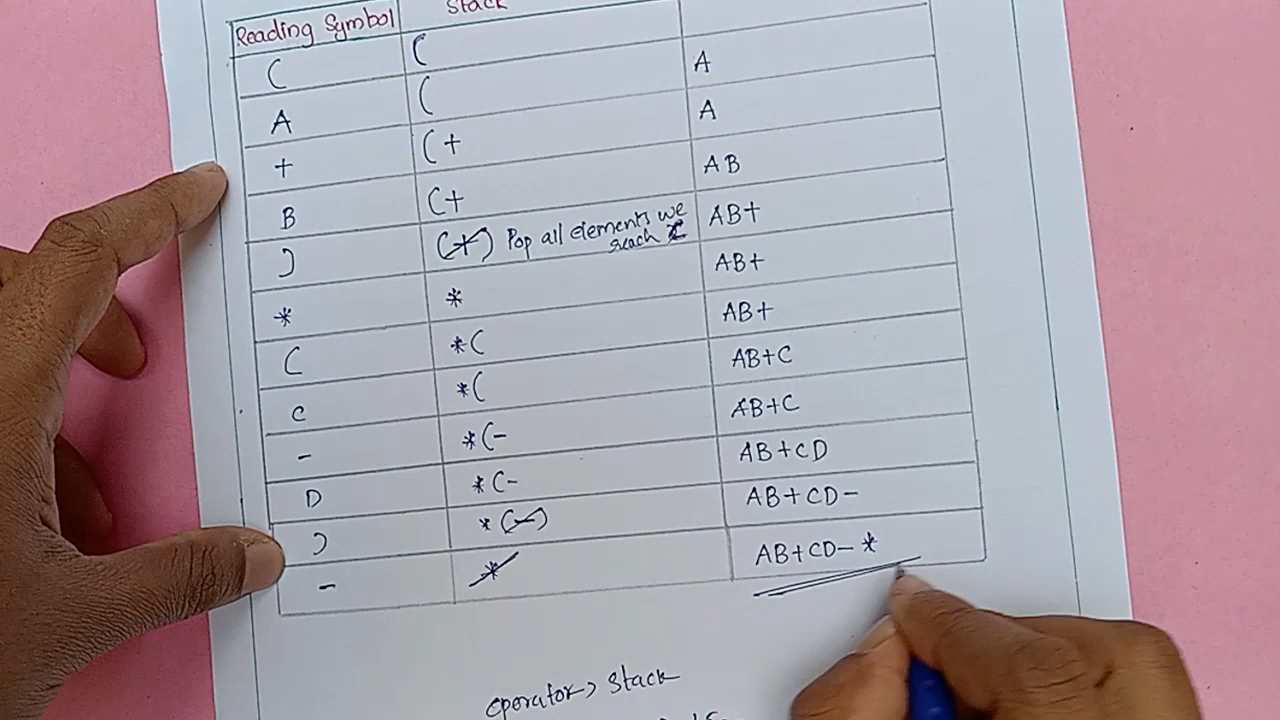 Reading Symbol Stack
( (
A ( A
+ (+ A
B (+ AB
) (+) Pop all elements we reach ( AB+
* * AB+
( *( AB+
C *( AB+C
- *(- AB+C
D *(- AB+CD
) *(-) AB+CD-
- * AB+CD-*
operator> stack